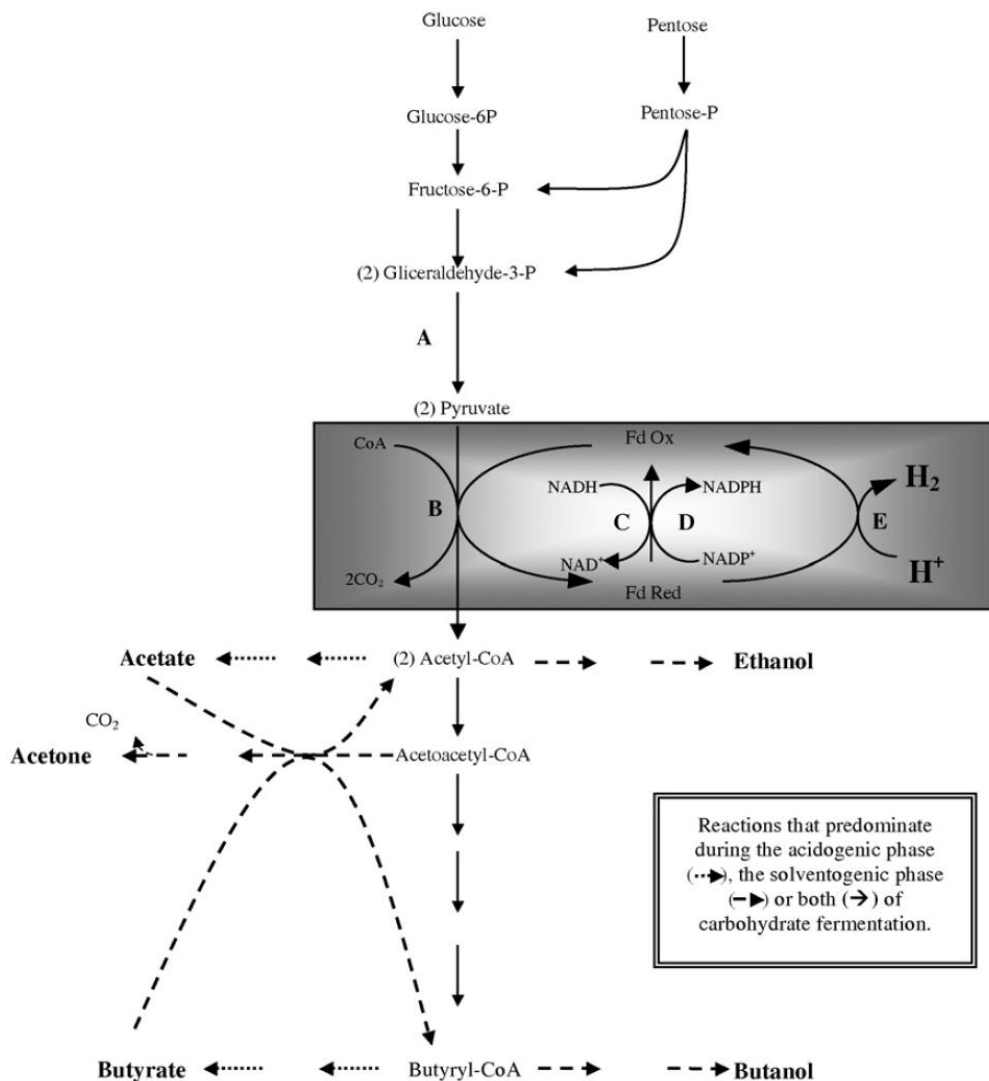 Glucose
Pentose
Glucose-6P
Pentose-P
Fructose-6-P
(2) Gliceraldehyde-3-P
A
(2) Pyruvate
CoA
Fd Ox
NADH
NADPH
H₂
B
C
D
E
NAD⁺
NADP⁺
2CO₂
Fd Red
H⁺
Acetate
(2) Acetyl-CoA
Ethanol
CO₂
Acetone
Acetoacetyl-CoA
Reactions that predominate
during the acidogenic phase
(), the solventogenic phase
() or both (→) of
carbohydrate fermentation.
Butyrate
Butyryl-CoA
Butanol